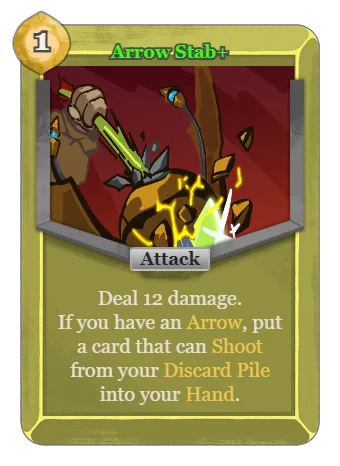 1
Arrow Stab+
Attack
Deal 12 damage.
If you have an Arrow, put
a card that can Shoot
from your Discard Pile
into your Hand.